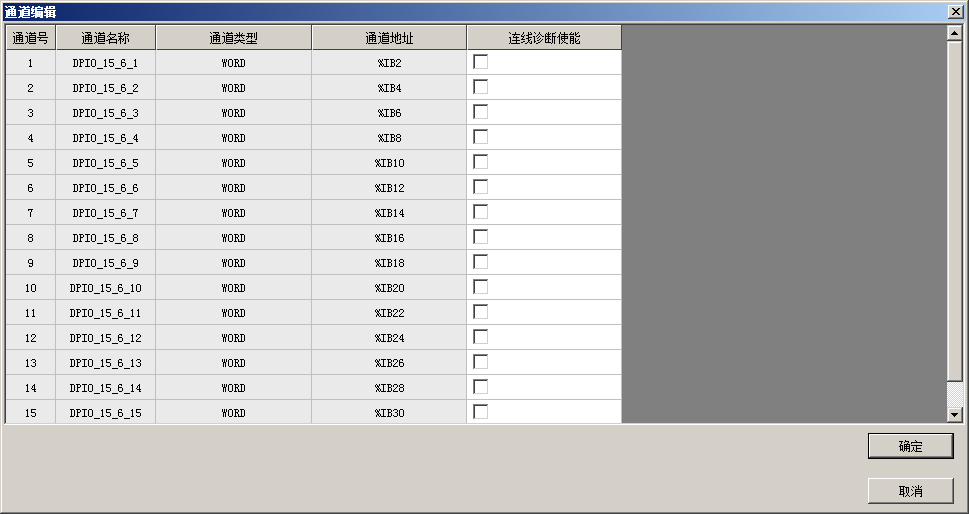 通道编辑
通道号 通道名称 通道类型 通道地址 连线诊断使能
1 DPIO_15_6_1 WORD %IB2
2 DPIO_15_6_2 WORD %IB4
3 DPIO_15_6_3 WORD %IB6
4 DPIO_15_6_4 WORD %IB8
5 DPIO_15_6_5 WORD %IB10
6 DPIO_15_6_6 WORD %IB12
7 DPIO_15_6_7 WORD %IB14
8 DPIO_15_6_8 WORD %IB16
9 DPIO_15_6_9 WORD %IB18
10 DPIO_15_6_10 WORD %IB20
11 DPIO_15_6_11 WORD %IB22
12 DPIO_15_6_12 WORD %IB24
13 DPIO_15_6_13 WORD %IB26
14 DPIO_15_6_14 WORD %IB28
15 DPIO_15_6_15 WORD %IB30
确定
取消